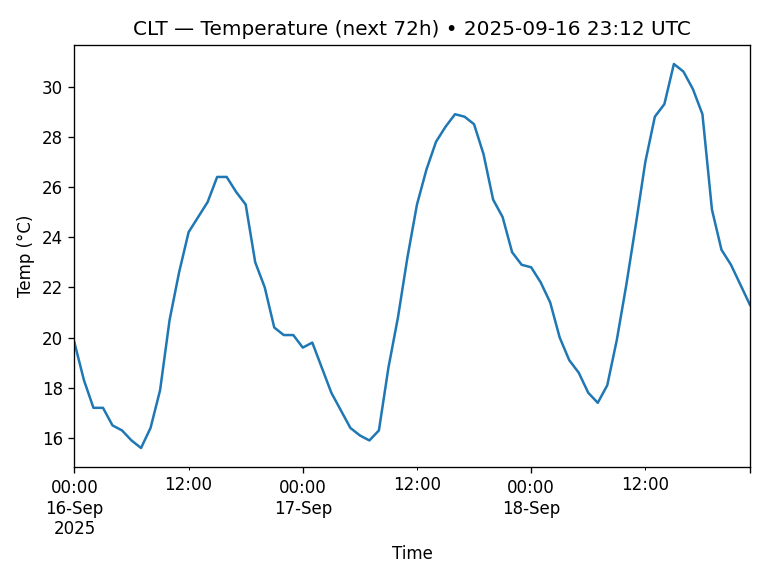 CLT — Temperature (next 72h) • 2025-09-16 23:12 UTC
30
28
26
24
22
20
18
16
Temp (°C)
00:00 12:00 00:00 12:00 00:00 12:00
16-Sep 17-Sep 18-Sep
2025
Time